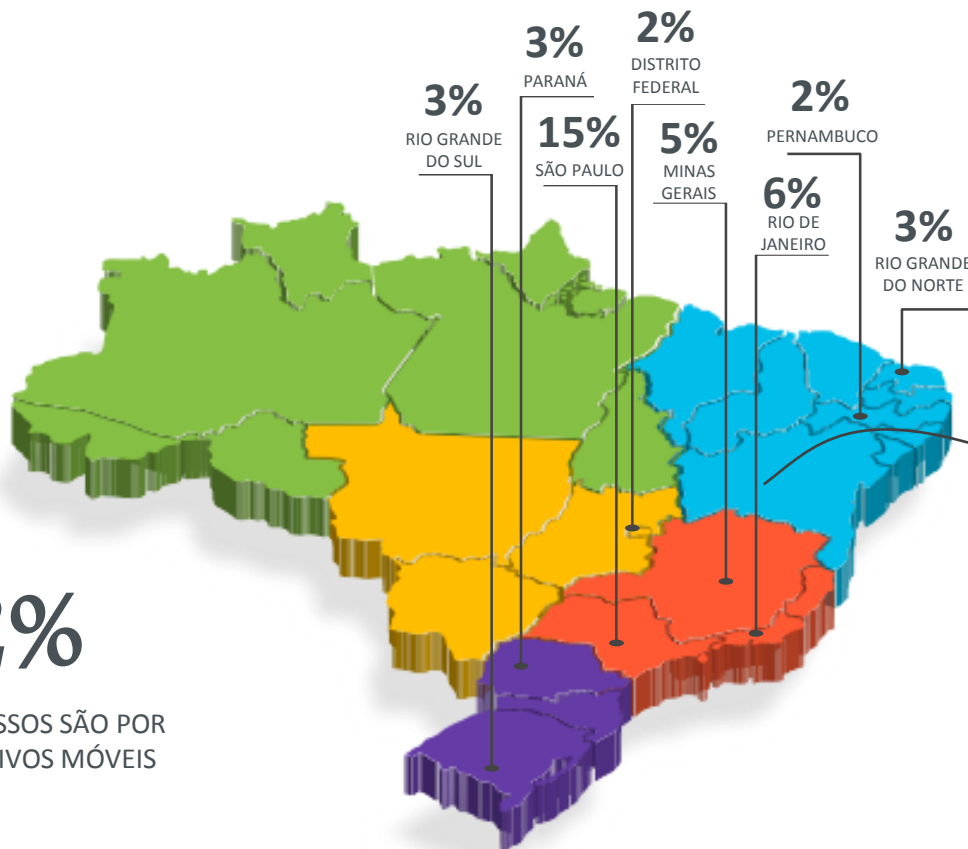 2%
DISTRITO
FEDERAL
3%
PARANÁ
3%
RIO GRANDE
DO SUL
15%
SÃO PAULO
5%
MINAS
GERAIS
2%
PERNAMBUCO
6%
RIO DE
JANEIRO
3%
RIO GRANDE
DO NORTE
%
SSOS SÃO POR
IVOS MÓVEIS